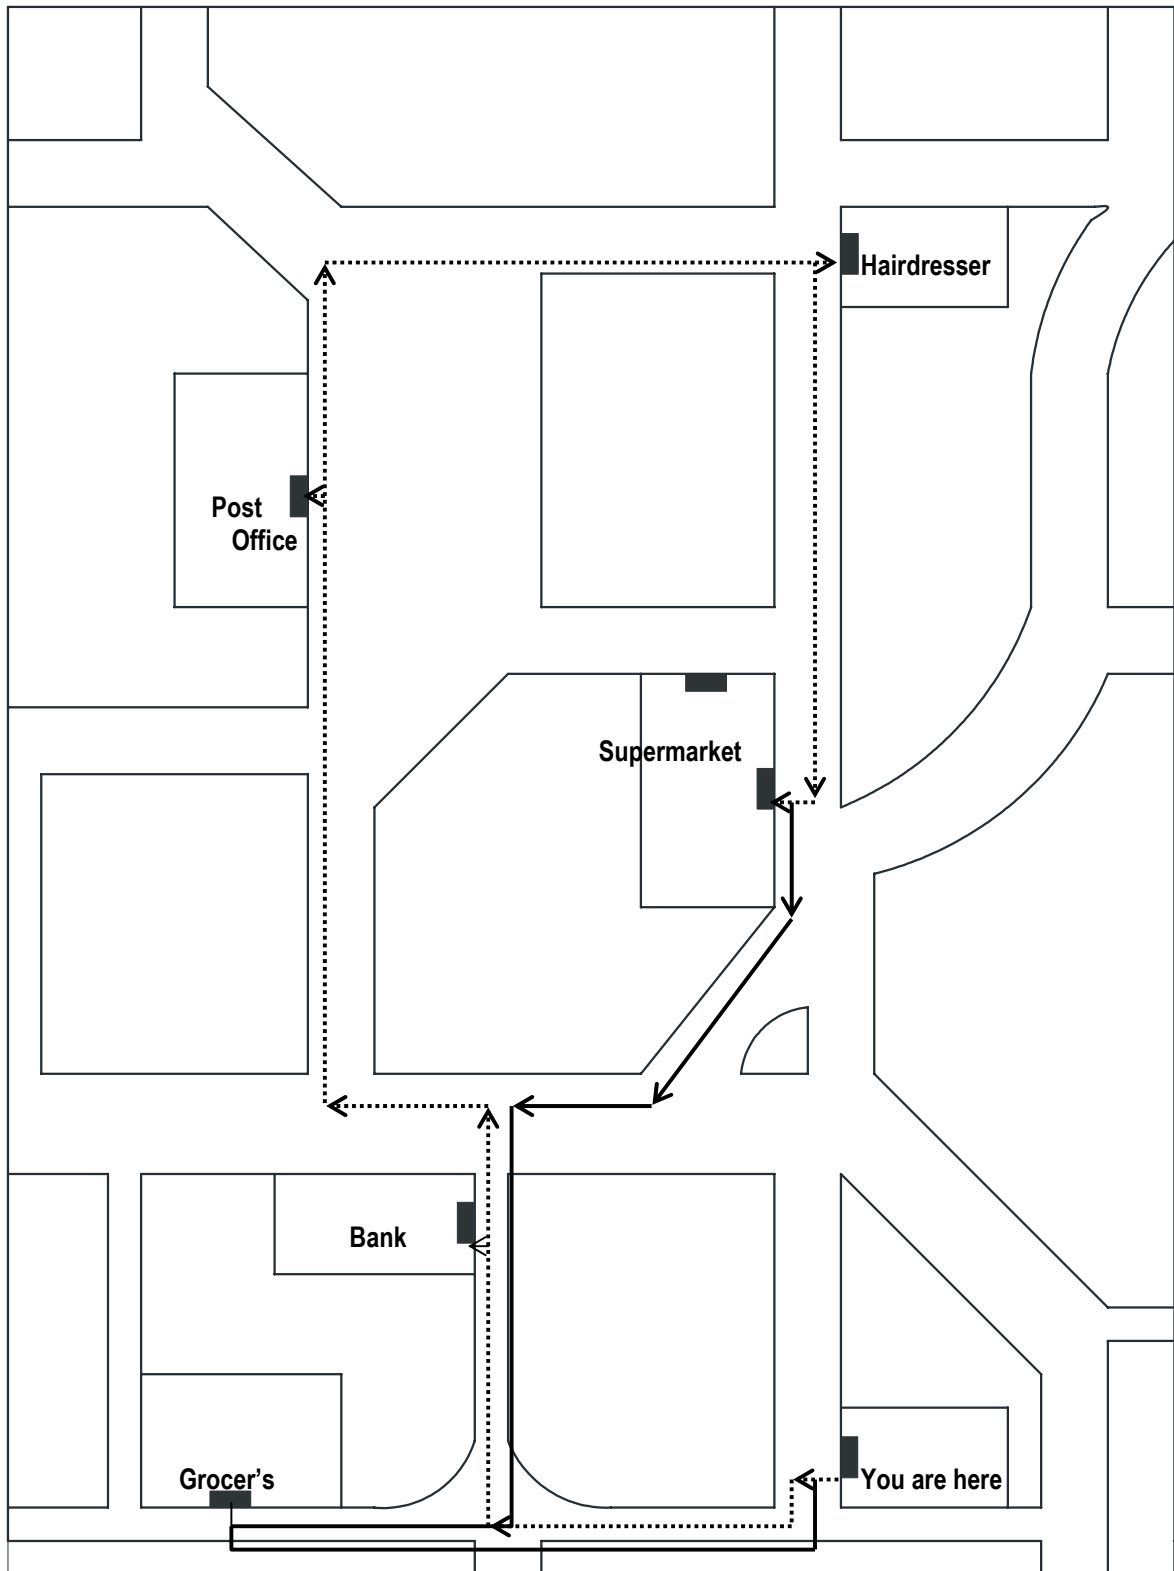 Hairdresser
Post
Office
Supermarket
Bank
Grocer’s
You are here